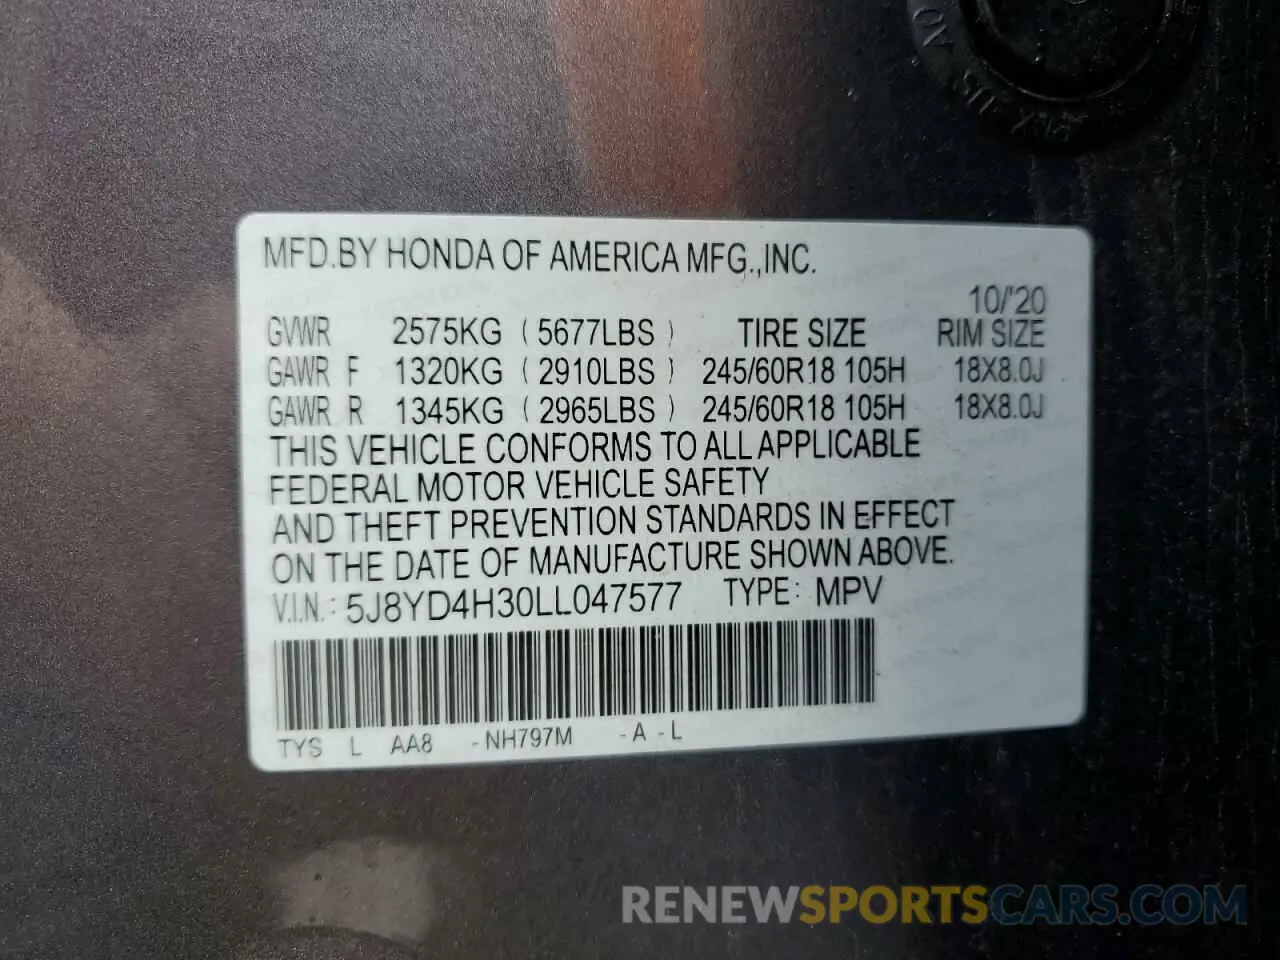 MFD.BY HONDA OF AMERICA MFG.,INC.
10/'20
GVWR 2575KG ( 5677LBS ) TIRE SIZE RIM SIZE
GAWR F 1320KG ( 2910LBS ) 245/60R18 105H 18X8.0J
GAWR R 1345KG ( 2965LBS ) 245/60R18 105H 18X8.0J
THIS VEHICLE CONFORMS TO ALL APPLICABLE
FEDERAL MOTOR VEHICLE SAFETY
AND THEFT PREVENTION STANDARDS IN EFFECT
ON THE DATE OF MANUFACTURE SHOWN ABOVE.
V.I.N.: 5J8YD4H30LL047577 TYPE: MPV
TYS L AA8 -NH797M -A -L
RENEWSPORTSCARS.COM